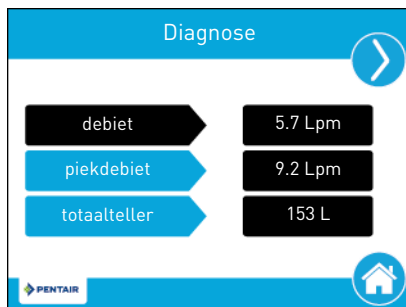 Diagnose
debiet 5.7 Lpm
piekdebiet 9.2 Lpm
totaalteller 153 L
PENTAIR